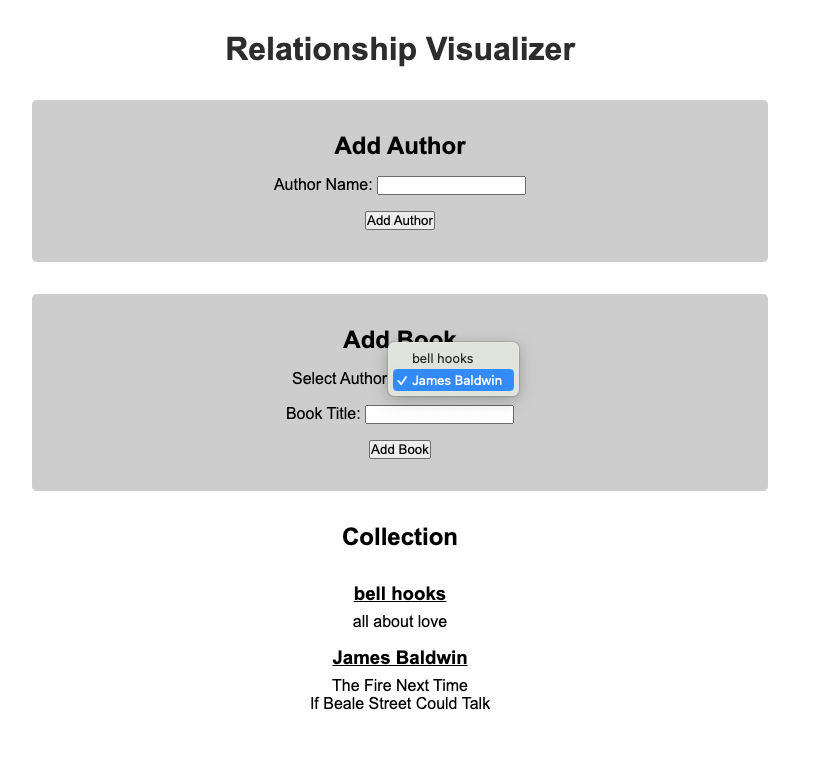 Relationship Visualizer
Add Author
Author Name:
Add Author
Add Book
bell hooks
Select Author
James Baldwin
Book Title:
Add Book
Collection
bell hooks
all about love
James Baldwin
The Fire Next Time
If Beale Street Could Talk